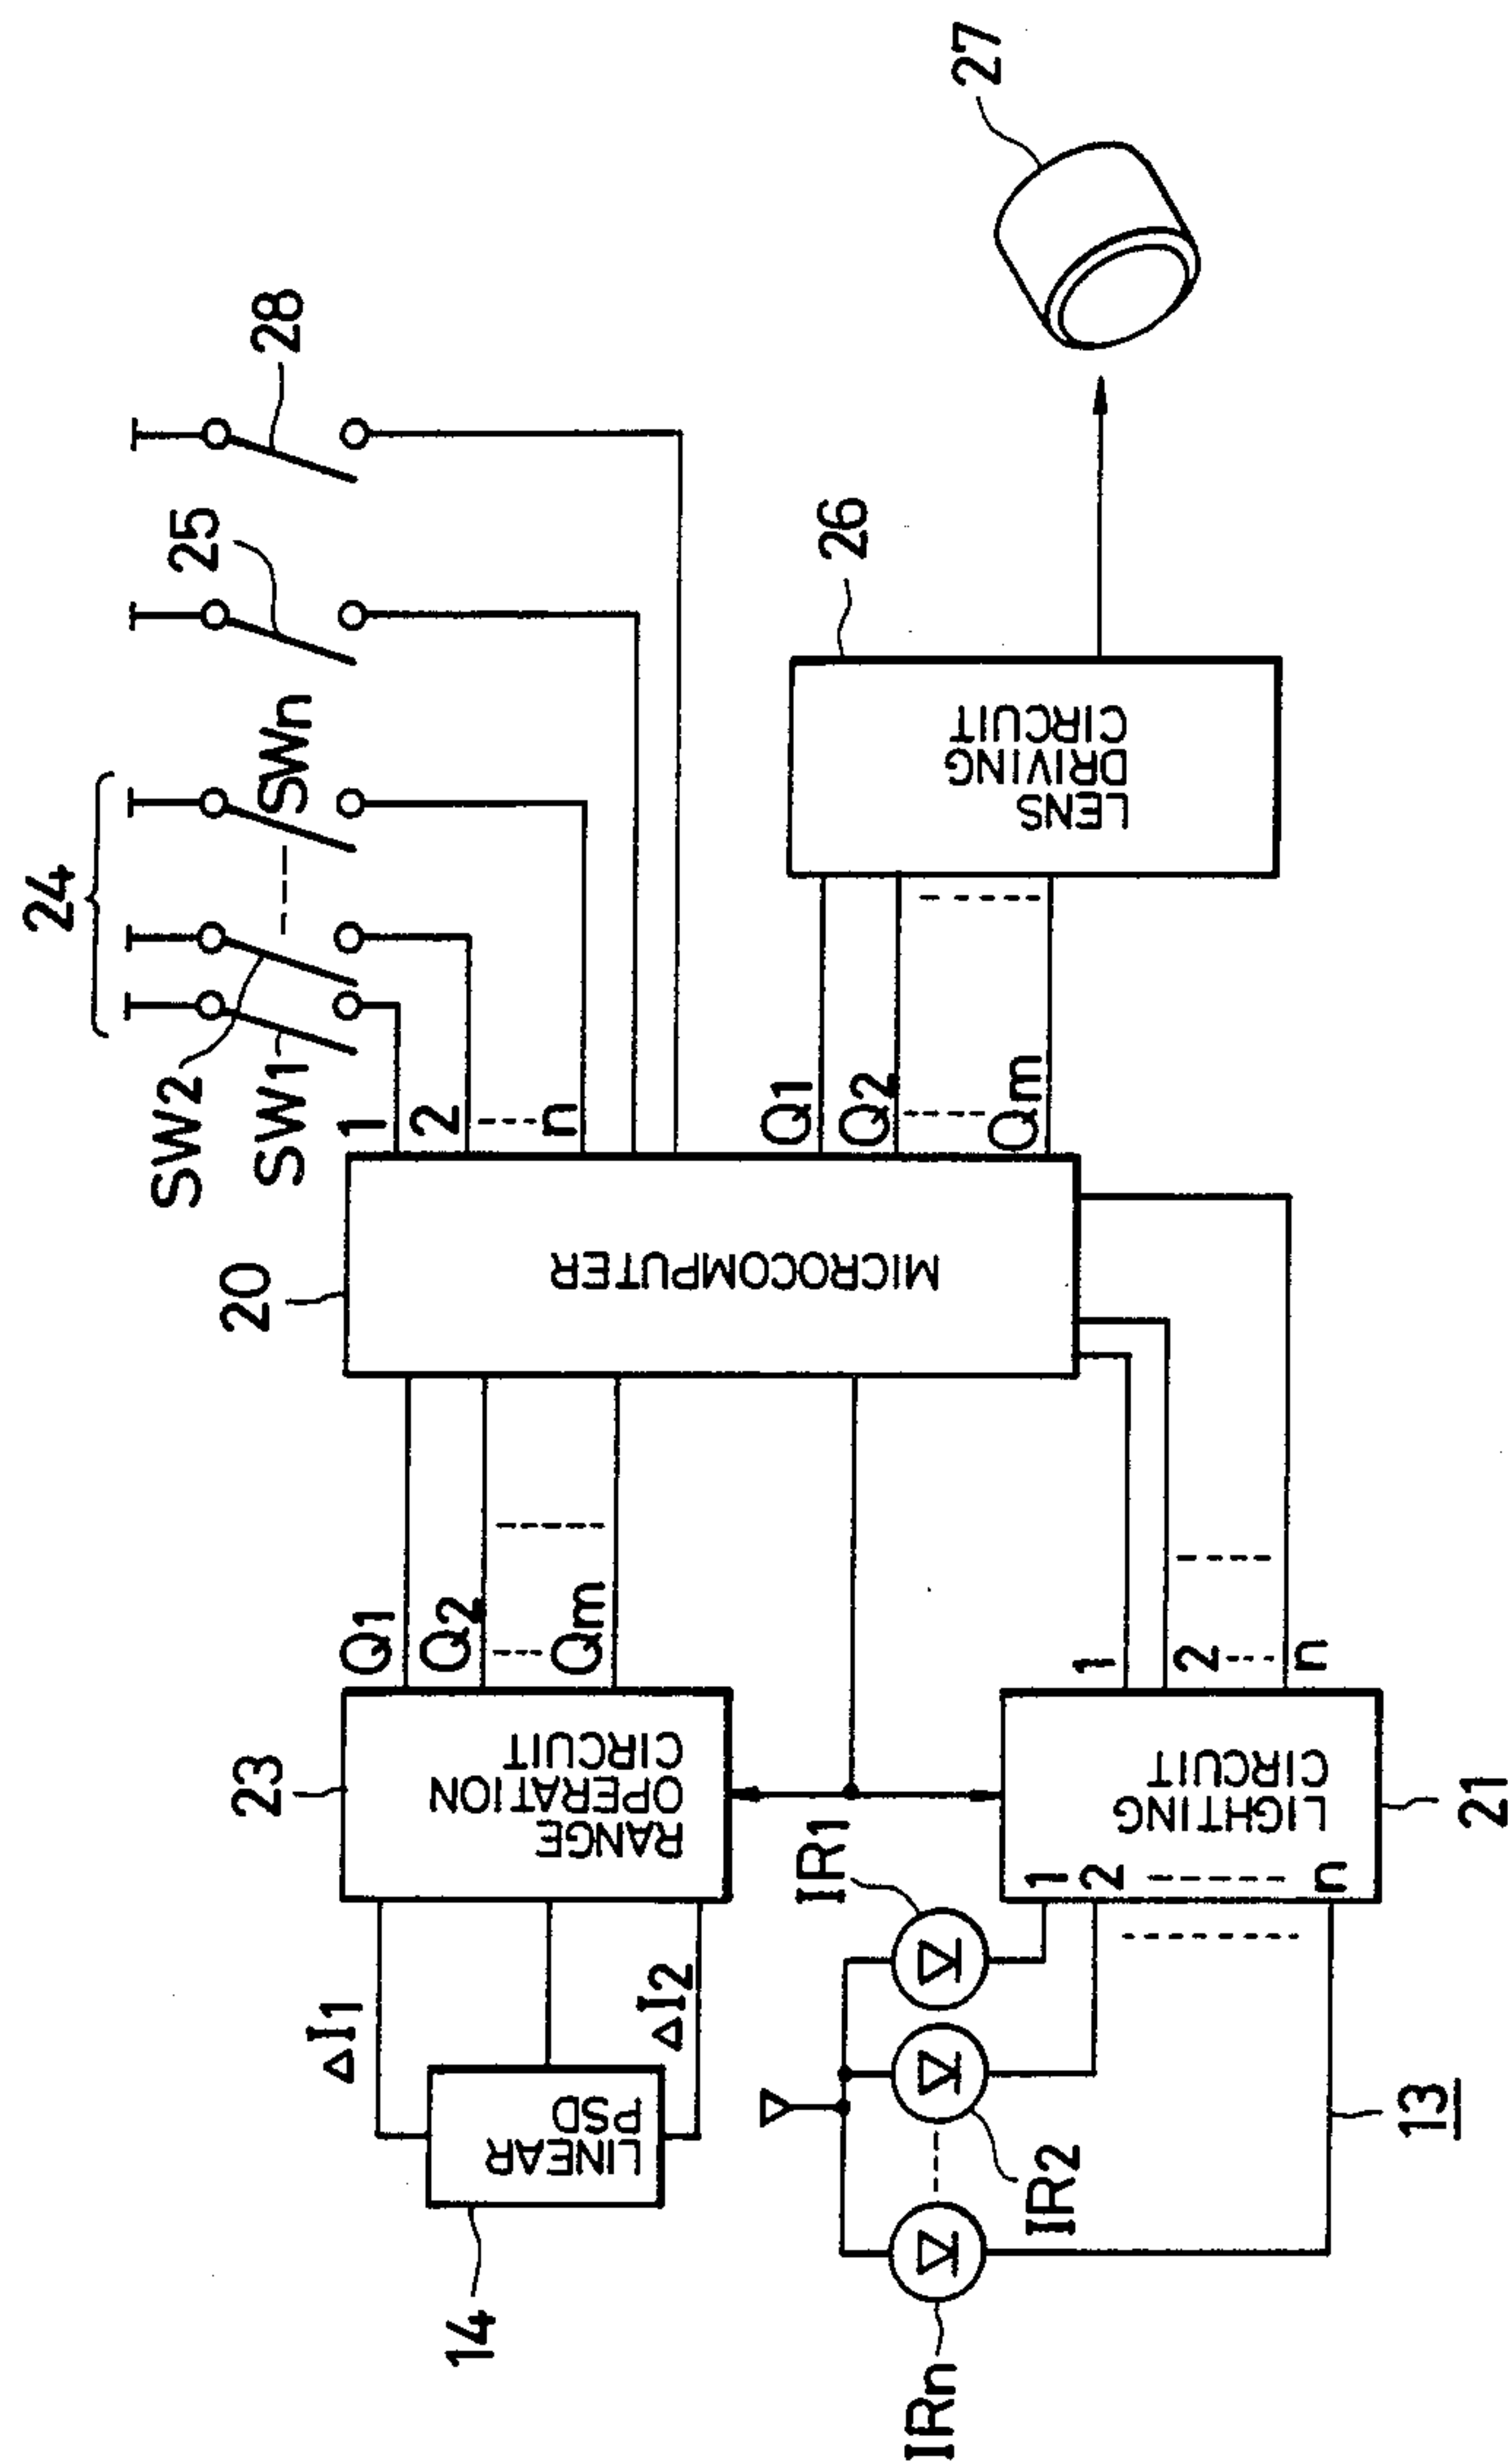 24
SW2
SW1
SWn
25
28
1
2
n
20
MICROCOMPUTER
Q1
Q2
Qm
23
RANGE
OPERATION
CIRCUIT
Q1
Q2
Qm
26
LENS
DRIVING
CIRCUIT
27
ΔI1
ΔI2
14
LINEAR
PSD
IR1
IR2
IRn
13
1
2
n
LIGHTING
CIRCUIT
1
2
n
21